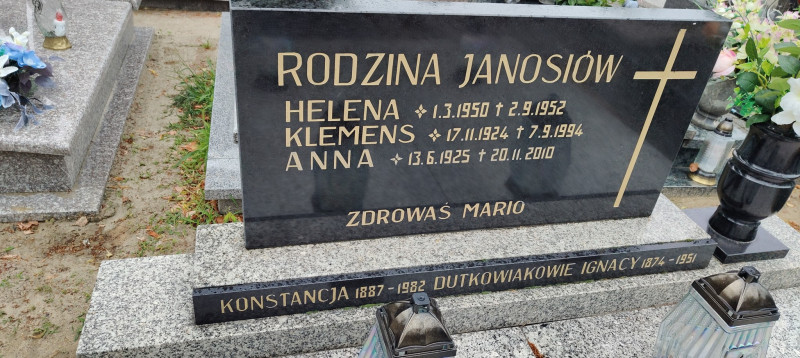 RODZINA JANOSIÓW
HELENA ✧ 1.3.1950 † 2.9.1952
KLEMENS ✧ 17.11.1924 † 7.9.1994
ANNA ✧ 13.6.1925 † 20.11.2010
ZDROWAŚ MARIO
KONSTANCJA 1887-1982 DUTKOWIAKOWIE IGNACY 1874-1951